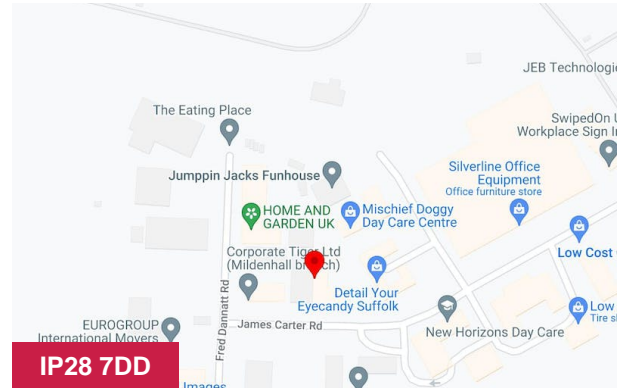 JEB Technologi
The Eating Place
SwipedOn
Workplace Sign In
Jumppin Jacks Funhouse
Silverline Office
Equipment
Office furniture store
HOME AND
GARDEN UK
Mischief Doggy
Day Care Centre
Low Cost
Corporate Tiger Ltd
(Mildenhall branch)
Detail Your
Eyecandy Suffolk
Fred Dannatt Rd
James Carter Rd
New Horizons Day Care
Low
Tire
EUROGROUP
International Movers
IP28 7DD
Images